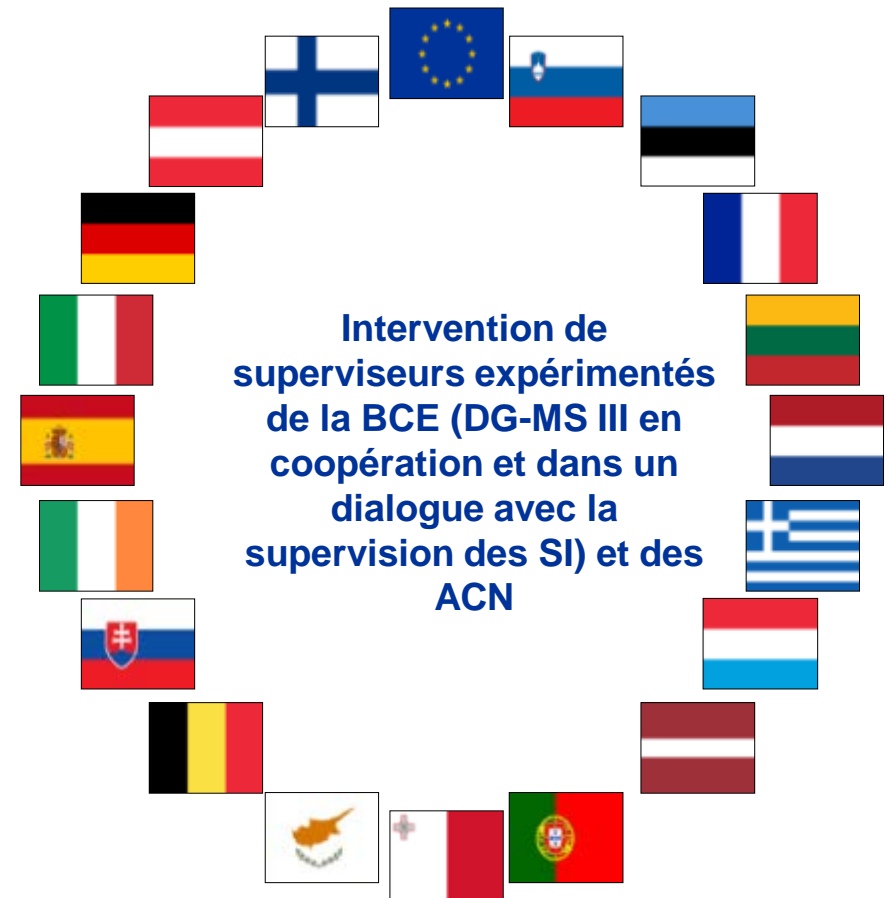 Intervention de
superviseurs expérimentés
de la BCE (DG-MS III en
coopération et dans un
dialogue avec la
supervision des SI) et des
ACN